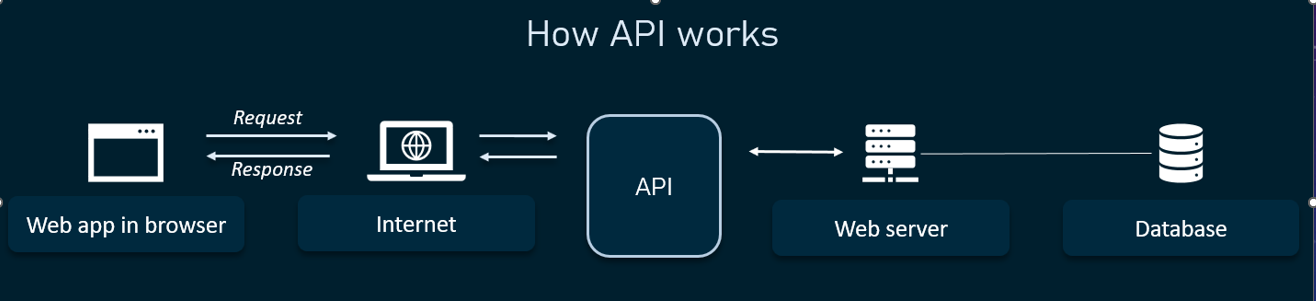 How API works
Request
Response
API
Web app in browser
Internet
Web server
Database